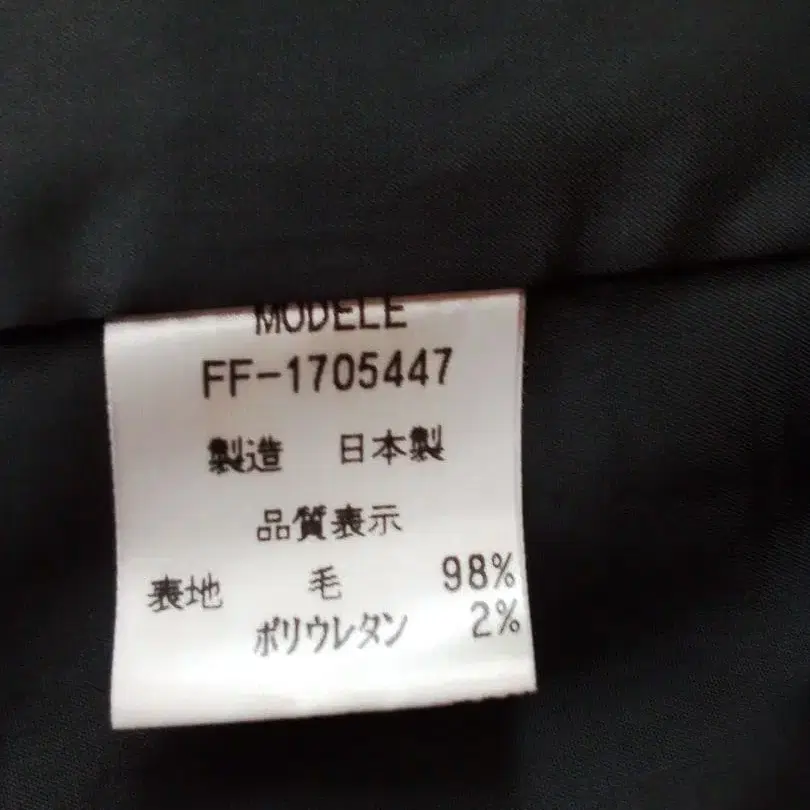 MODELE
FF-1705447
製造 日本製
品質表示
表地 毛 98%
ポリウレタン 2%